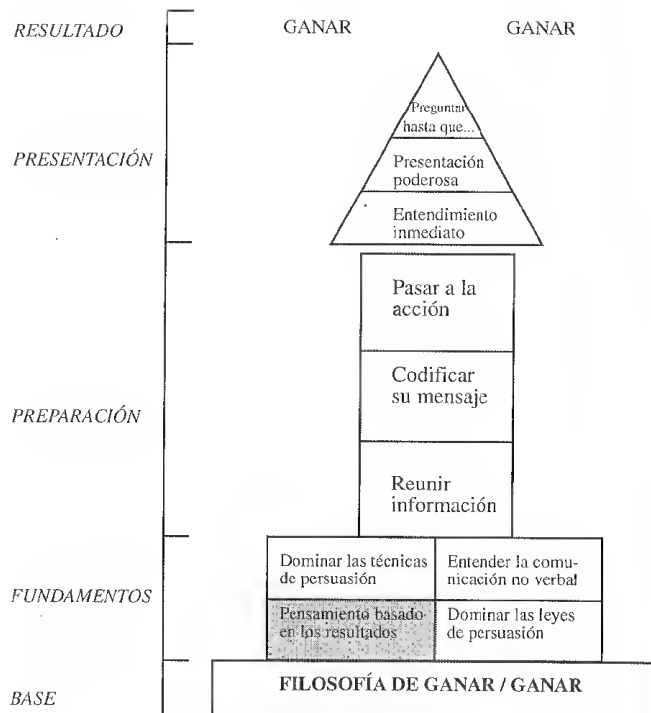 RESULTADO
GANAR GANAR
PRESENTACIÓN
Preguntar
hasta que...
Presentación
poderosa
Entendimiento
inmediato
PREPARACIÓN
Pasar a la
acción
Codificar
su mensaje
Reunir
información
FUNDAMENTOS
Dominar las técnicas
de persuasión
Entender la comu-
nicación no verbal
Pensamiento basado
en los resultados
Dominar las leyes
de persuasión
BASE
FILOSOFÍA DE GANAR / GANAR